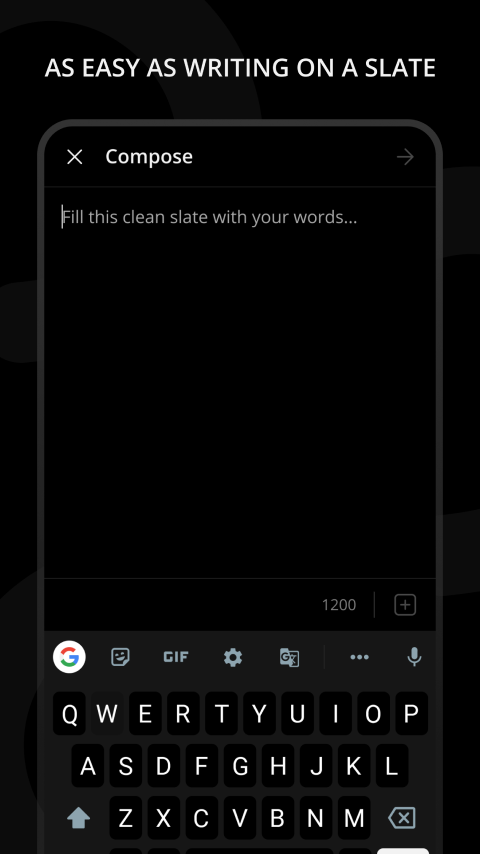 AS EASY AS WRITING ON A SLATE
Compose
Fill this clean slate with your words...
1200
G GIF G
Q W E R T Y U I O P
A S D F G H J K L
Z X C V B N M